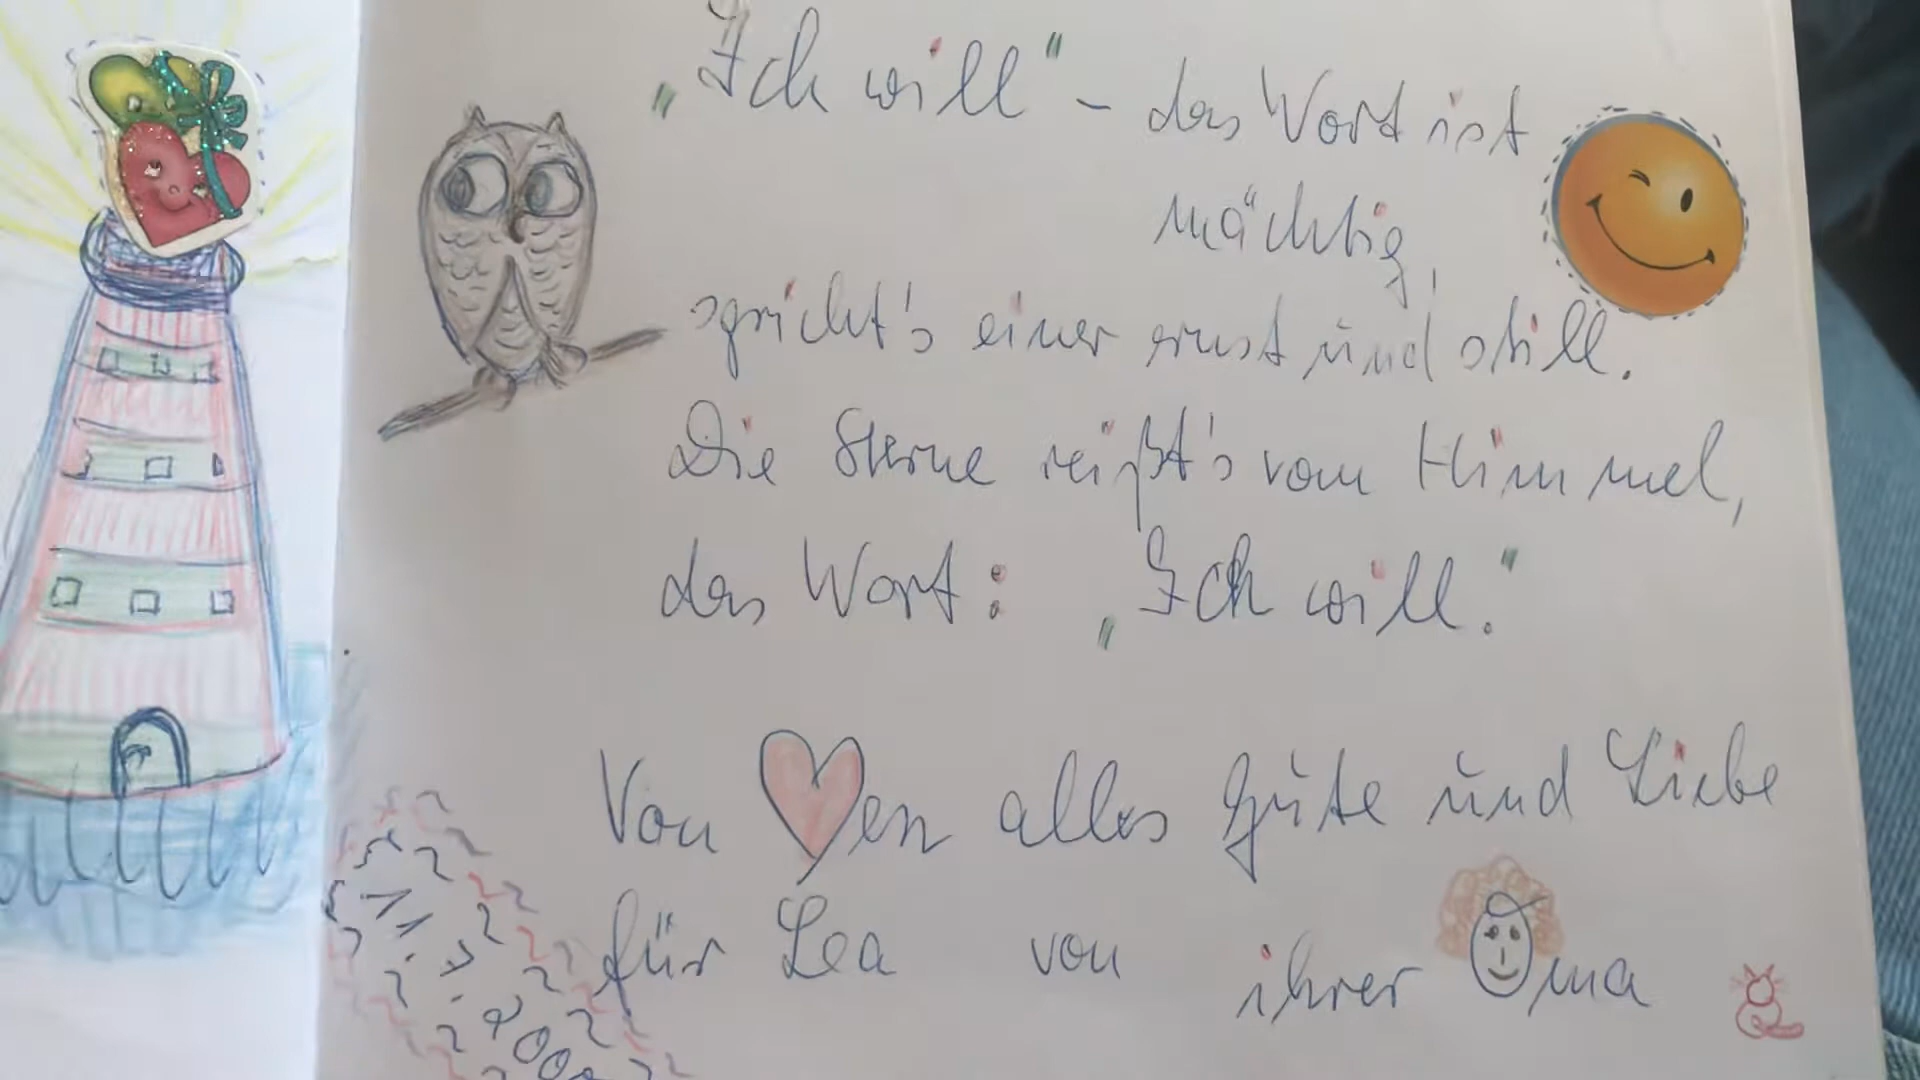 „Ich will" – das Wort ist
mächtig,
spricht's einer ernst und still.
Die Sterne reißt's vom Himmel,
das Wort: „Ich will."
Von en alles Gute und Liebe
für Lea von ihrer Oma